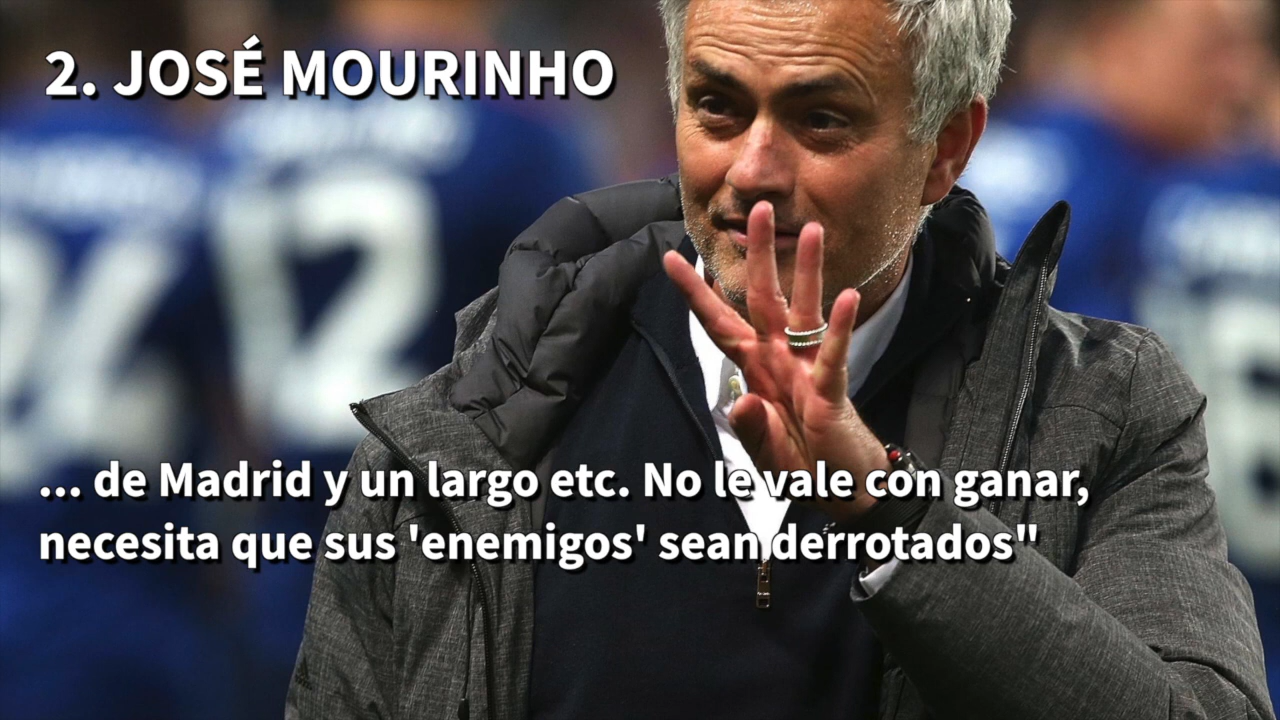 2. JOSÉ MOURINHO
... de Madrid y un largo etc. No le vale con ganar,
necesita que sus 'enemigos' sean derrotados"